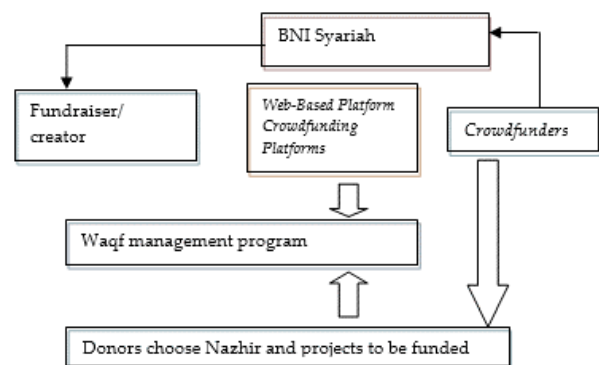 BNI Syariah
Fundraiser/
creator
Web-Based Platform
Crowdfunding
Platforms
Crowdfunders
Waqf management program
Donors choose Nazhir and projects to be funded